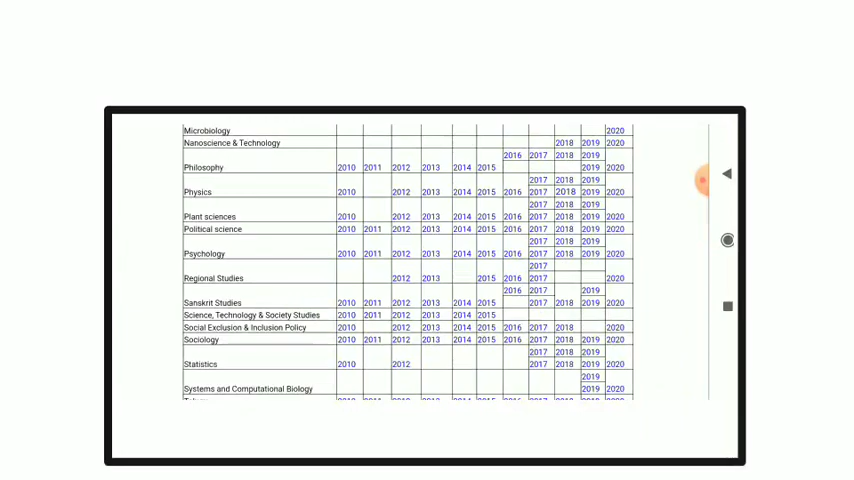 Microbiology 2020
Nanoscience & Technology 2018 2019 2020
2016 2017 2018 2019
Philosophy 2010 2011 2012 2013 2014 2015 2019 2020
2017 2018 2019
Physics 2010 2012 2013 2014 2015 2016 2017 2018 2019 2020
2017 2018 2019
Plant sciences 2010 2012 2013 2014 2015 2016 2017 2018 2019 2020
Political science 2010 2011 2012 2013 2014 2015 2016 2017 2018 2019 2020
2017 2018 2019
Psychology 2010 2011 2012 2013 2014 2015 2016 2017 2018 2019 2020
2017
Regional Studies 2012 2013 2015 2016 2017 2020
2016 2017 2019
Sanskrit Studies 2010 2011 2012 2013 2014 2015 2017 2018 2019 2020
Science, Technology & Society Studies 2010 2011 2012 2013 2014 2015
Social Exclusion & Inclusion Policy 2010 2012 2013 2014 2015 2016 2017 2018 2020
Sociology 2010 2011 2012 2013 2014 2015 2016 2017 2018 2019 2020
2017 2018 2019
Statistics 2010 2012 2017 2018 2019 2020
2019
Systems and Computational Biology 2019 2020